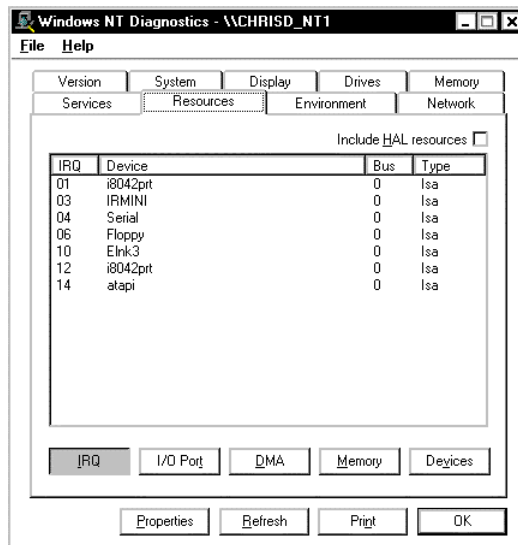 Windows NT Diagnostics - \\CHRISD_NT1
File Help
Version System Display Drives Memory
Services Resources Environment Network
Include HAL resources
IRQ Device Bus Type
01 i8042prt 0 Isa
03 IRMINI 0 Isa
04 Serial 0 Isa
06 Floppy 0 Isa
10 Elnk3 0 Isa
12 i8042prt 0 Isa
14 atapi 0 Isa
IRQ I/O Port DMA Memory Devices
Properties Refresh Print OK